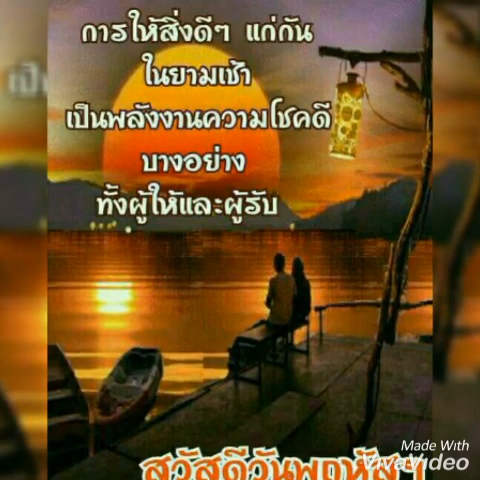 การให้สิ่งดีๆ แก่กัน
ในยามเช้า
เป็นพลังงานความโชคดี
บางอย่าง
ทั้งผู้ให้และผู้รับ
สวัสดีวันพฤหัสฯ
Made With
VivaVideo